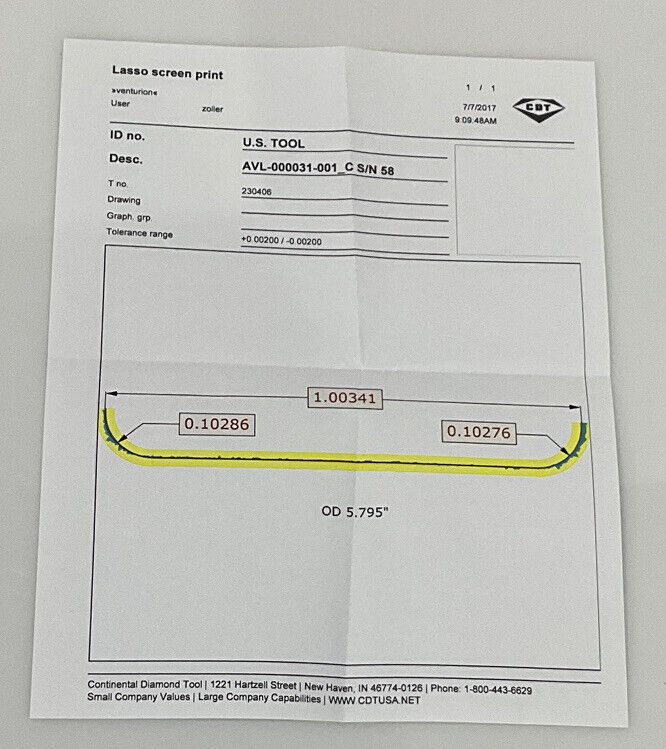 Lasso screen print
»venturion«
User zoller
1 / 1
7/7/2017
9:09:48AM
CDT
ID no. U.S. TOOL
Desc. AVL-000031-001_C S/N 58
T no. 230406
Drawing
Graph. grp.
Tolerance range +0.00200 / -0.00200
1.00341
0.10286
0.10276
OD 5.795"
Continental Diamond Tool | 1221 Hartzell Street | New Haven, IN 46774-0126 | Phone: 1-800-443-6629
Small Company Values | Large Company Capabilities | WWW CDTUSA.NET